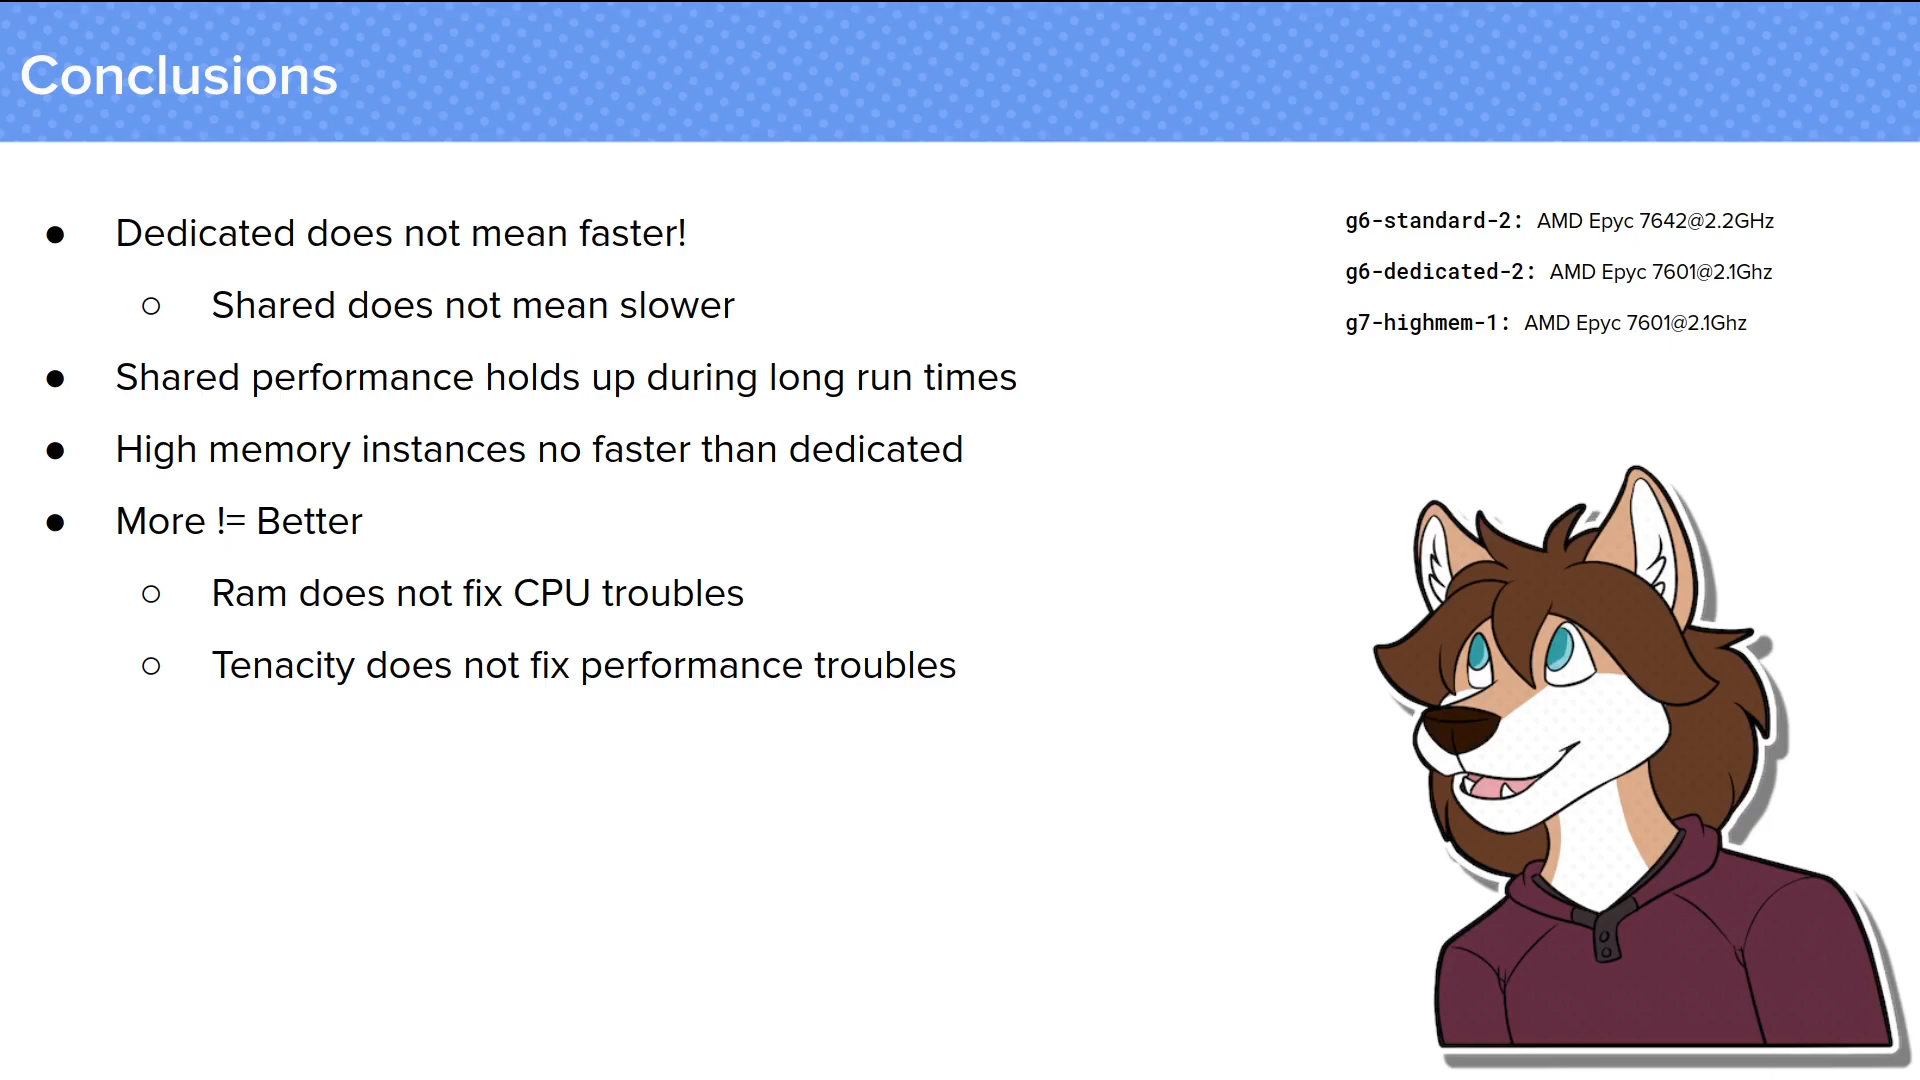 Conclusions
● Dedicated does not mean faster!
○ Shared does not mean slower
● Shared performance holds up during long run times
● High memory instances no faster than dedicated
● More != Better
○ Ram does not fix CPU troubles
○ Tenacity does not fix performance troubles
g6-standard-2: AMD Epyc 7642@2.2GHz
g6-dedicated-2: AMD Epyc 7601@2.1Ghz
g7-highmem-1: AMD Epyc 7601@2.1Ghz